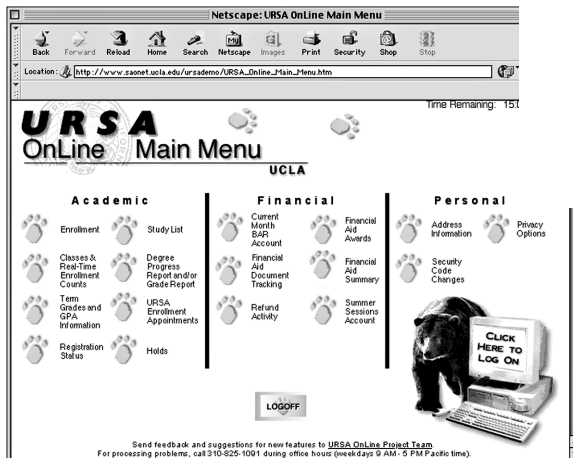 Netscape: URSA OnLine Main Menu
Back Forward Reload Home Search Netscape Images Print Security Shop Stop
Location: http://www.saonet.ucla.edu/ursademo/URSA_Online_Main_Menu.htm
Time Remaining: 15:0
URSA
OnLine Main Menu
UCLA
Academic
Enrollment
Study List
Classes &
Real-Time
Enrollment
Counts
Degree
Progress
Report and/or
Grade Report
Term
Grades and
GPA
Information
URSA
Enrollment
Appointments
Registration
Status
Holds
Financial
Current
Month
BAR
Account
Financial
Aid
Awards
Financial
Aid
Document
Tracking
Financial
Aid
Summary
Refund
Activity
Summer
Sessions
Account
Personal
Address
Information
Privacy
Options
Security
Code
Changes
CLICK
HERE TO
LOG ON
LOGOFF
Send feedback and suggestions for new features to URSA OnLine Project Team.
For processing problems, call 310-825-1091 during office hours (weekdays 9 AM - 5 PM Pacific time).